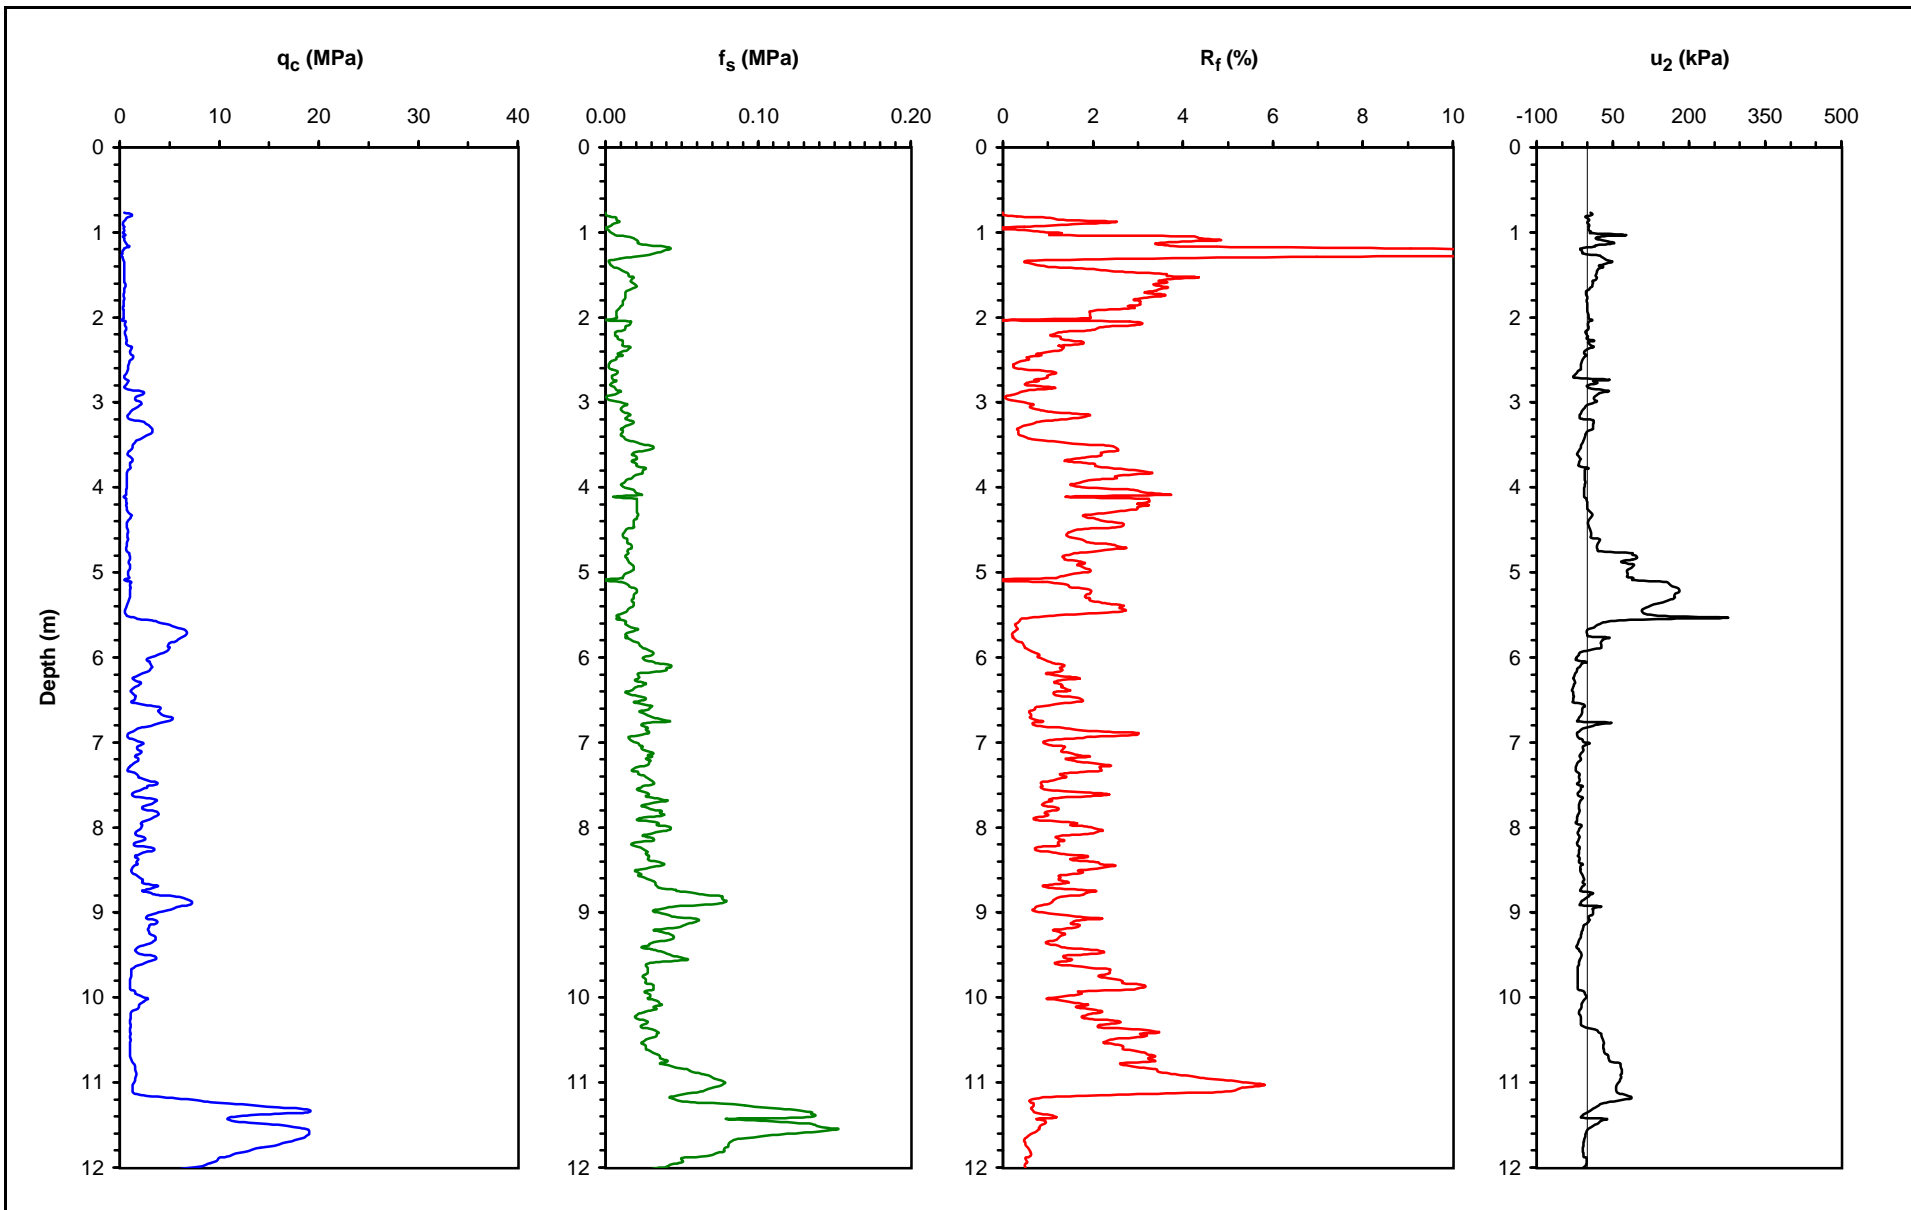 q_c (MPa) f_s (MPa) R_f (%) u_2 (kPa)
0 10 20 30 40 0.00 0.10 0.20 0 2 4 6 8 10 -100 50 200 350 500
0 0 0 0
1 1 1 1
2 2 2 2
3 3 3 3
4 4 4 4
5 5 5 5
Depth (m)
6 6 6 6
7 7 7 7
8 8 8 8
9 9 9 9
10 10 10 10
11 11 11 11
12 12 12 12